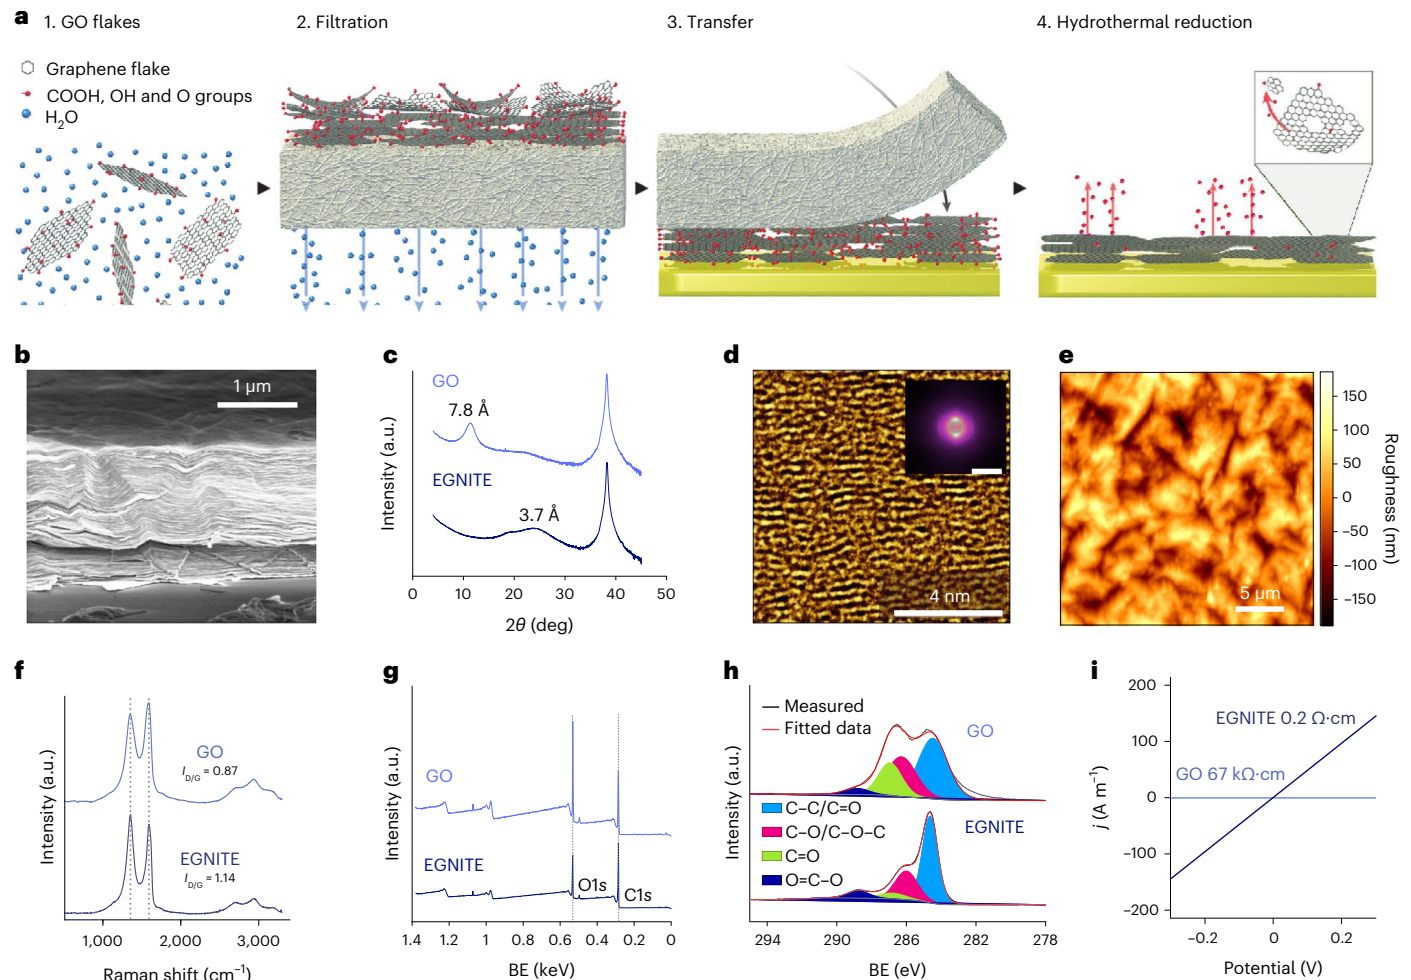 a 1. GO flakes 2. Filtration 3. Transfer 4. Hydrothermal reduction
Graphene flake
COOH, OH and O groups
H2O
b
1 µm
c
GO
7.8 Å
EGNITE
3.7 Å
Intensity (a.u.)
0 10 20 30 40 50
2θ (deg)
d
4 nm
e
5 µm
150
100
50
0
−50
−100
−150
Roughness (nm)
f
GO
I D/G = 0.87
EGNITE
I D/G = 1.14
Intensity (a.u.)
1,000 2,000 3,000
Raman shift (cm−1)
g
GO
EGNITE
O1s
C1s
Intensity (a.u.)
1.4 1.2 1 0.8 0.6 0.4 0.2 0
BE (keV)
h
Measured
Fitted data
GO
C–C/C=O
C–O/C–O–C
C=O
O=C–O
EGNITE
Intensity (a.u.)
294 290 286 282 278
BE (eV)
i
200
100
0
−100
−200
j (A m−1)
EGNITE 0.2 Ω·cm
GO 67 kΩ·cm
−0.2 0 0.2
Potential (V)